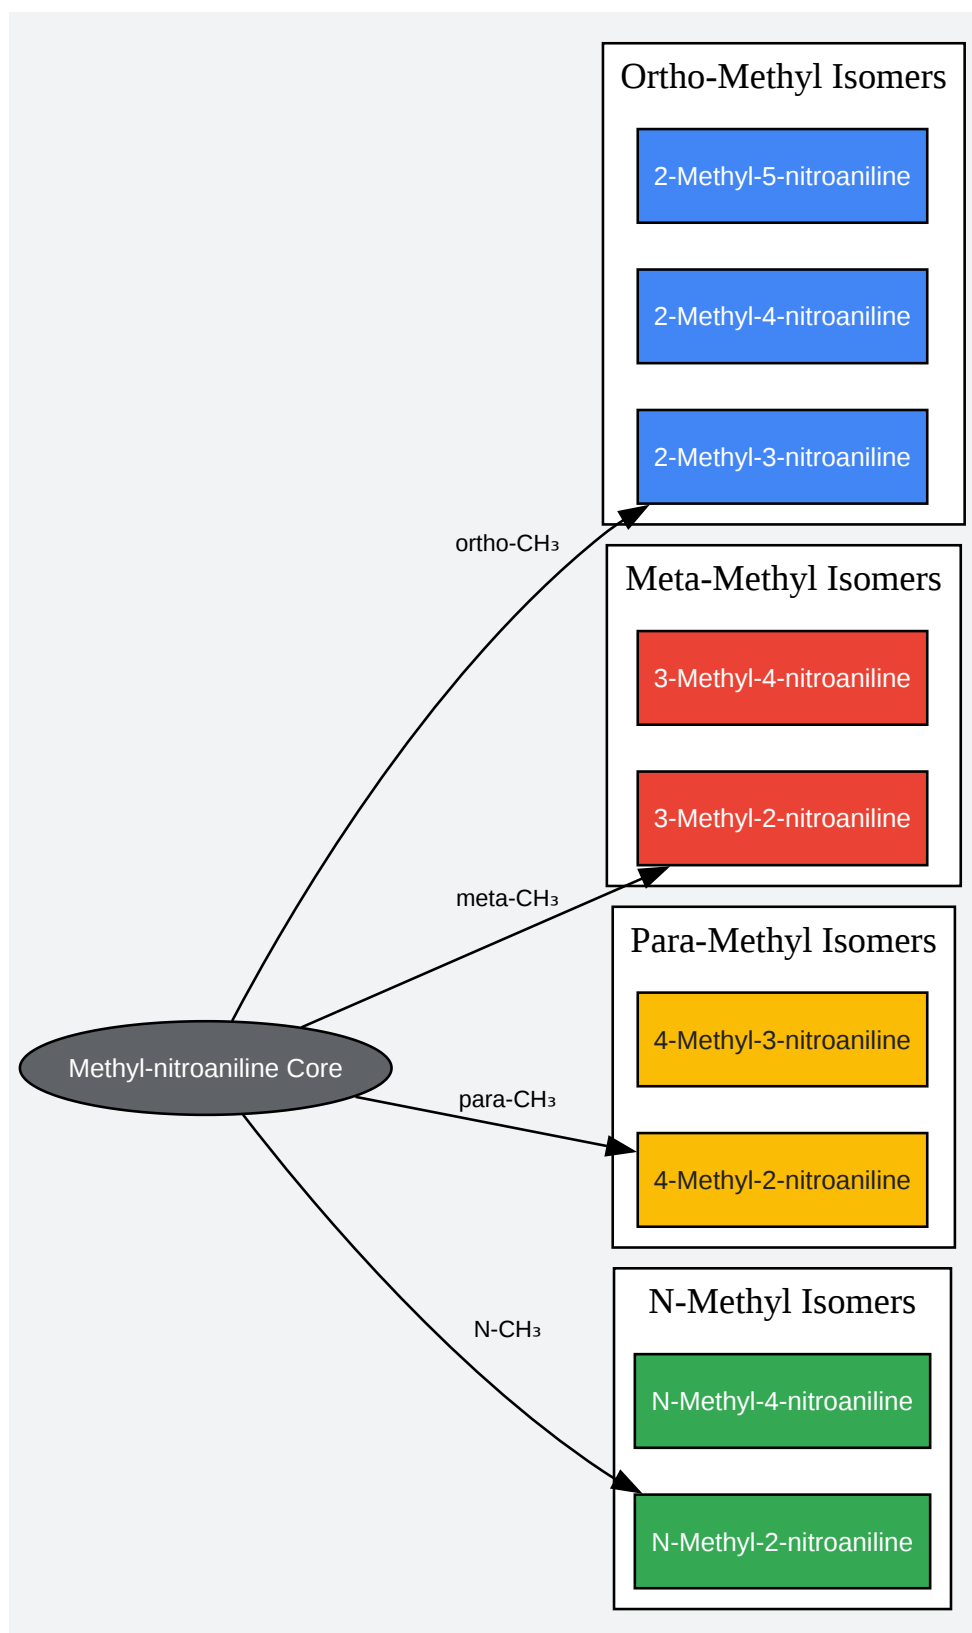 Ortho-Methyl Isomers
2-Methyl-5-nitroaniline
2-Methyl-4-nitroaniline
2-Methyl-3-nitroaniline
ortho-CH₃
Meta-Methyl Isomers
3-Methyl-4-nitroaniline
3-Methyl-2-nitroaniline
meta-CH₃
Para-Methyl Isomers
4-Methyl-3-nitroaniline
Methyl-nitroaniline Core
para-CH₃
4-Methyl-2-nitroaniline
N-Methyl Isomers
N-CH₃
N-Methyl-4-nitroaniline
N-Methyl-2-nitroaniline